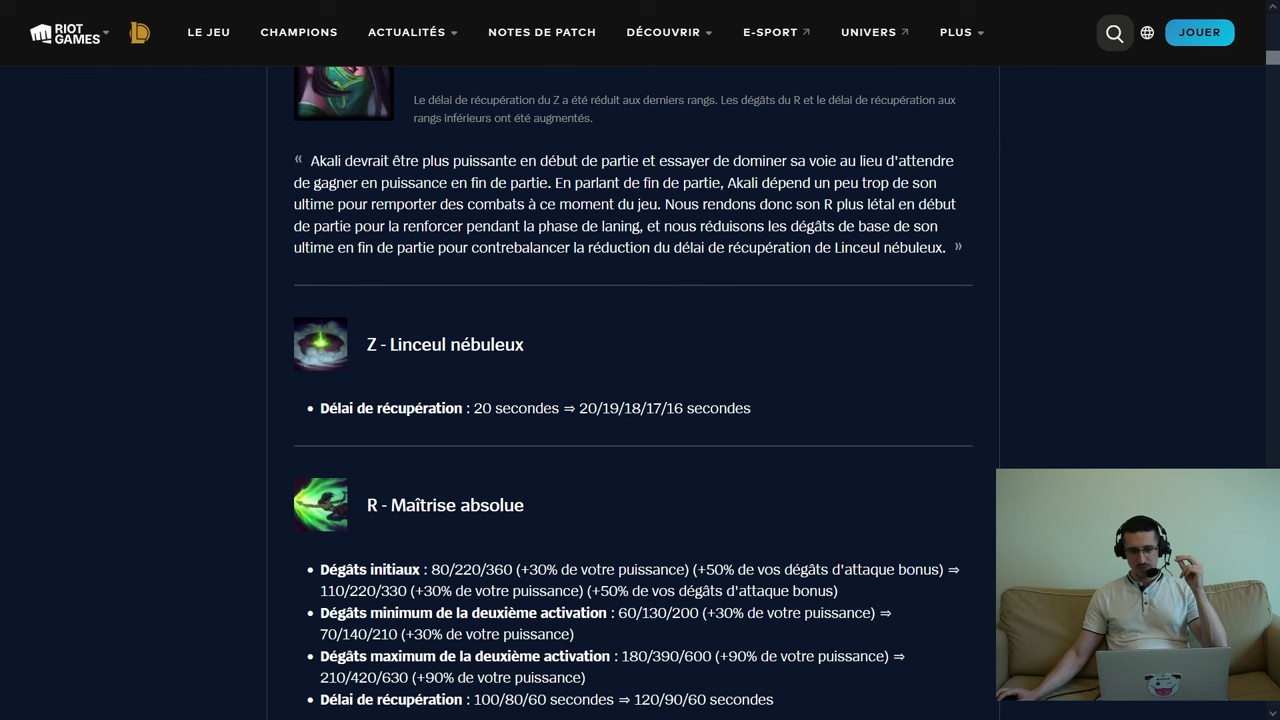 RIOT GAMES
LE JEU
CHAMPIONS
ACTUALITÉS
NOTES DE PATCH
DÉCOUVRIR
E-SPORT
UNIVERS
PLUS
JOUER
Le délai de récupération du Z a été réduit aux derniers rangs. Les dégâts du R et le délai de récupération aux
rangs inférieurs ont été augmentés.
« Akali devrait être plus puissante en début de partie et essayer de dominer sa voie au lieu d'attendre
de gagner en puissance en fin de partie. En parlant de fin de partie, Akali dépend un peu trop de son
ultime pour remporter des combats à ce moment du jeu. Nous rendons donc son R plus létal en début
de partie pour la renforcer pendant la phase de laning, et nous réduisons les dégâts de base de son
ultime en fin de partie pour contrebalancer la réduction du délai de récupération de Linceul nébuleux. »
Z - Linceul nébuleux
• Délai de récupération : 20 secondes ⇒ 20/19/18/17/16 secondes
R - Maîtrise absolue
• Dégâts initiaux : 80/220/360 (+30% de votre puissance) (+50% de vos dégâts d'attaque bonus) ⇒
110/220/330 (+30% de votre puissance) (+50% de vos dégâts d'attaque bonus)
• Dégâts minimum de la deuxième activation : 60/130/200 (+30% de votre puissance) ⇒
70/140/210 (+30% de votre puissance)
• Dégâts maximum de la deuxième activation : 180/390/600 (+90% de votre puissance) ⇒
210/420/630 (+90% de votre puissance)
• Délai de récupération : 100/80/60 secondes ⇒ 120/90/60 secondes